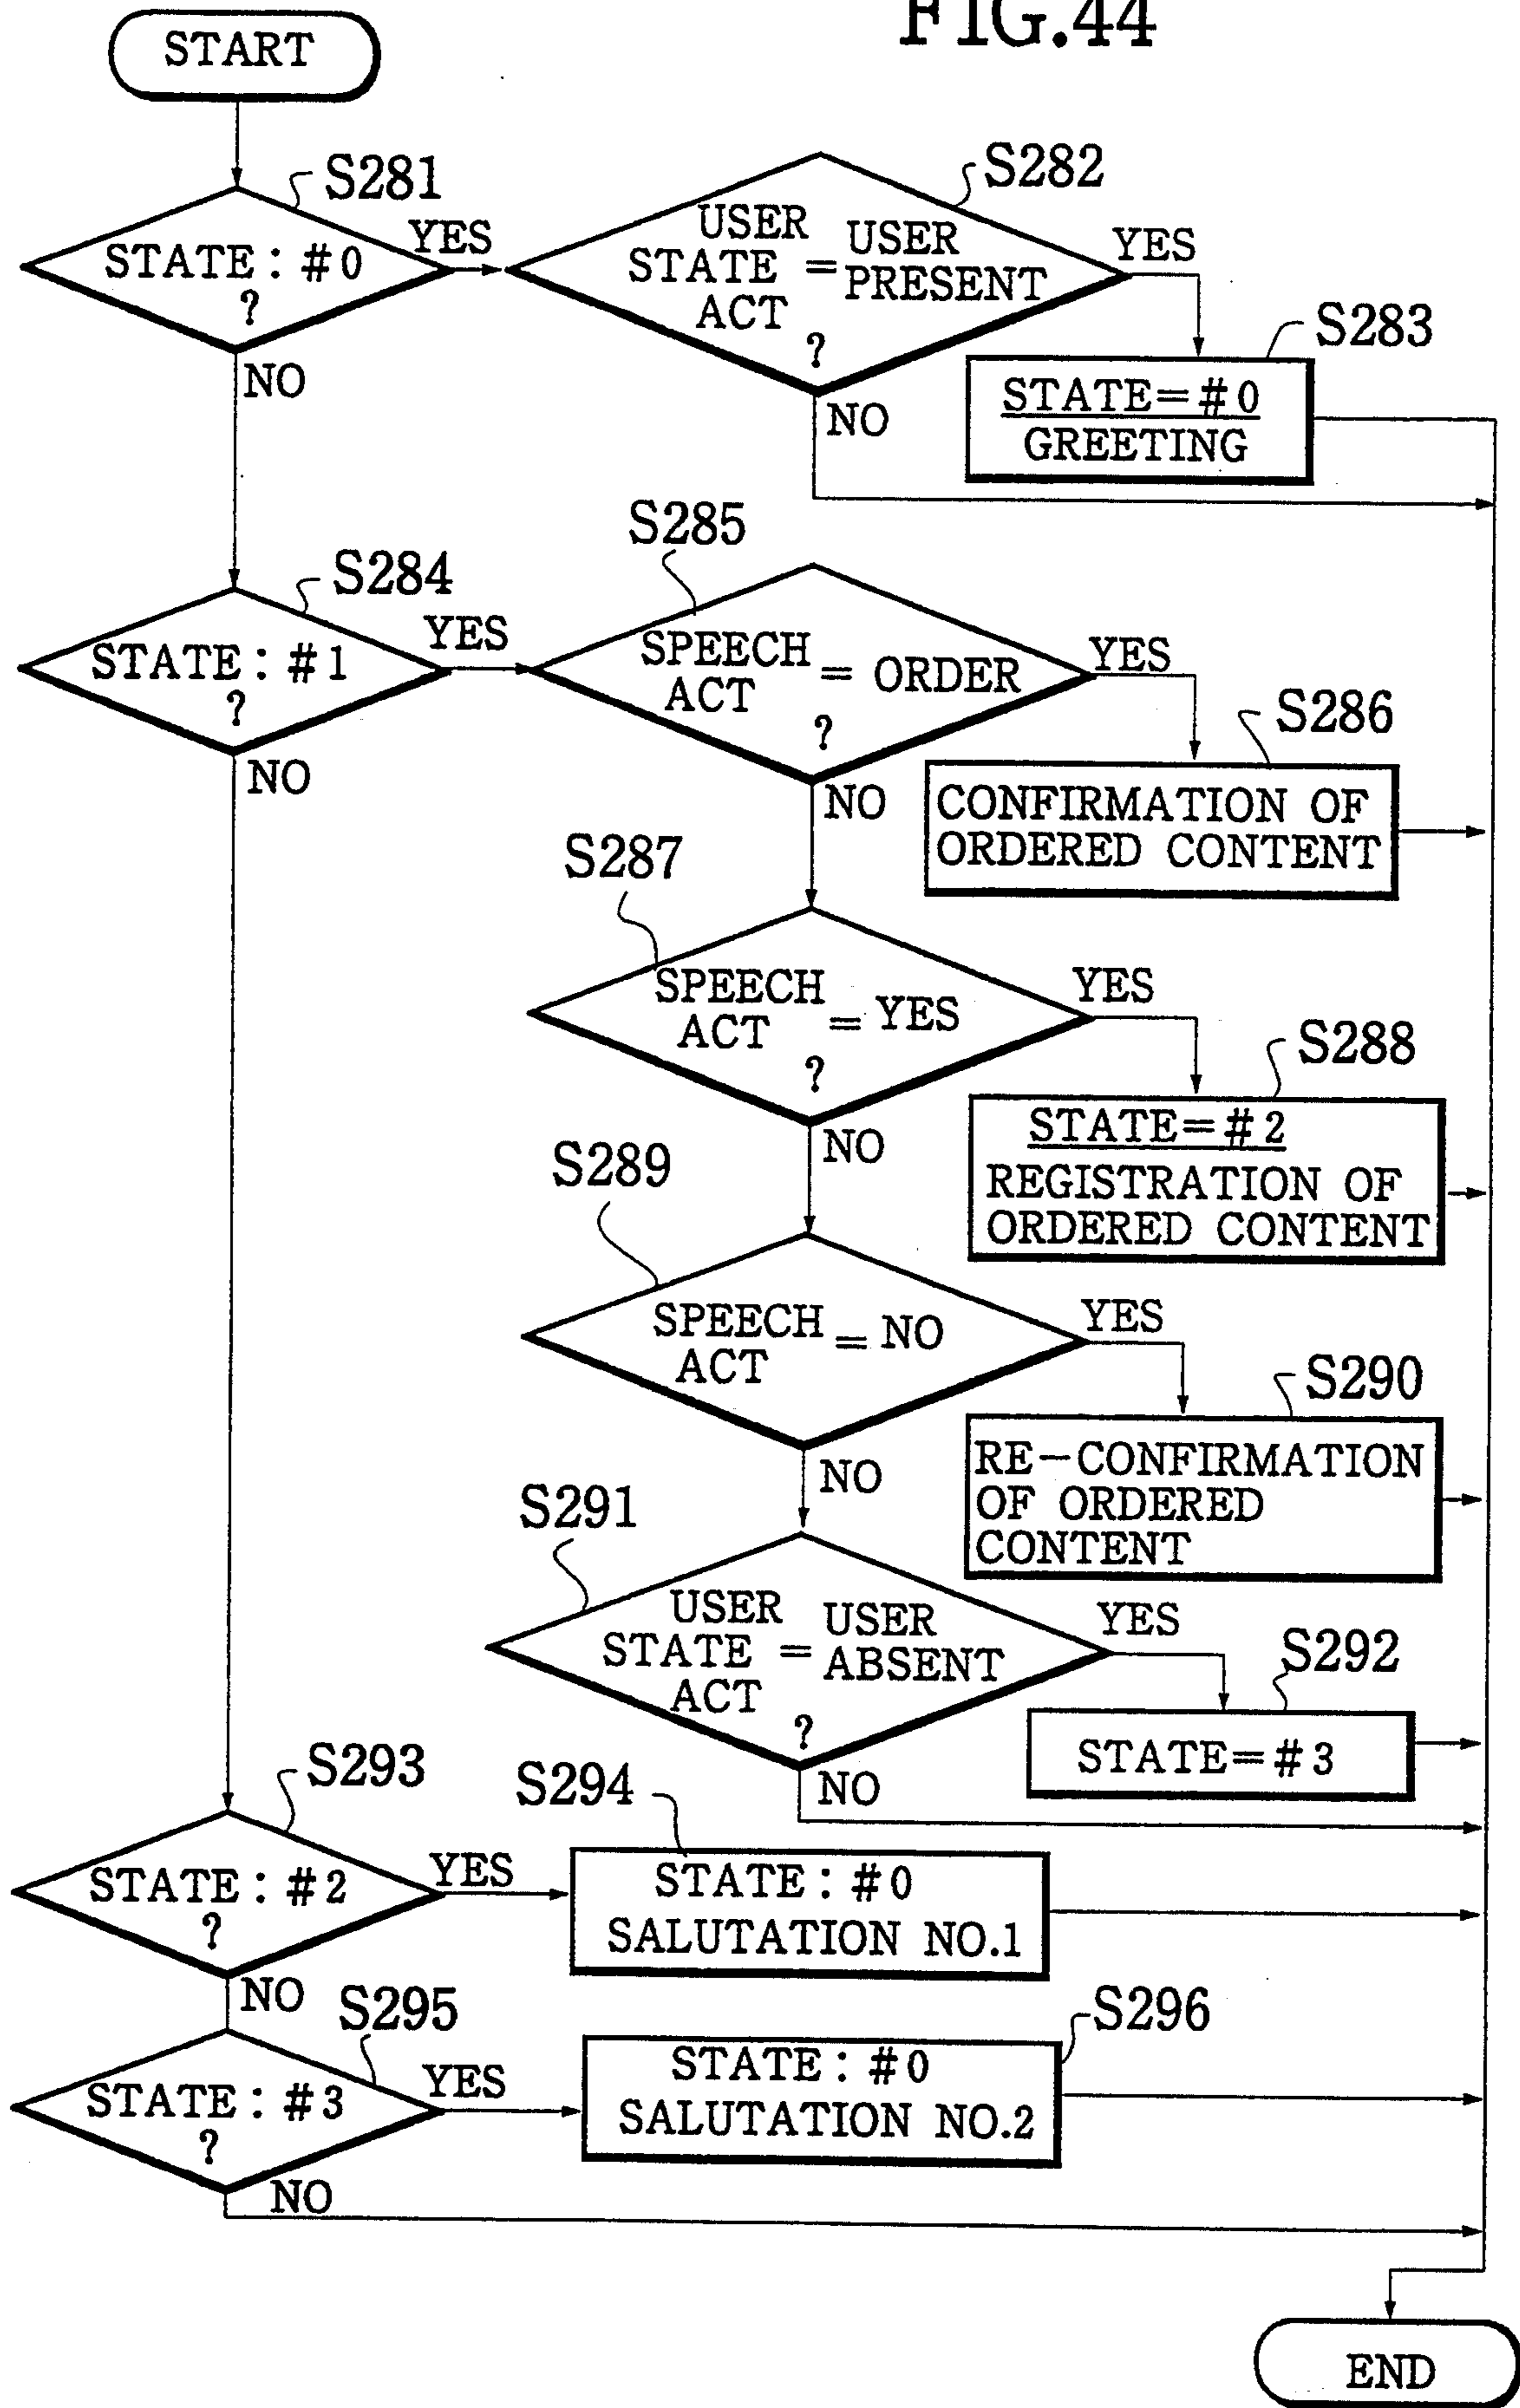 FIG.44
START
S281
STATE : #0
?
YES
NO
S282
USER STATE ACT = USER PRESENT
?
YES
NO
S283
STATE=#0
GREETING
S284
STATE : #1
?
YES
NO
S285
SPEECH ACT = ORDER
?
YES
NO
S286
CONFIRMATION OF
ORDERED CONTENT
S287
SPEECH ACT = YES
?
YES
NO
S288
STATE=#2
REGISTRATION OF
ORDERED CONTENT
S289
SPEECH ACT = NO
YES
NO
S290
RE-CONFIRMATION
OF ORDERED
CONTENT
S291
USER STATE ACT = USER ABSENT
?
YES
NO
S292
STATE=#3
S293
STATE : #2
?
YES
NO
S294
STATE : #0
SALUTATION NO.1
S295
STATE : #3
?
YES
NO
S296
STATE : #0
SALUTATION NO.2
END